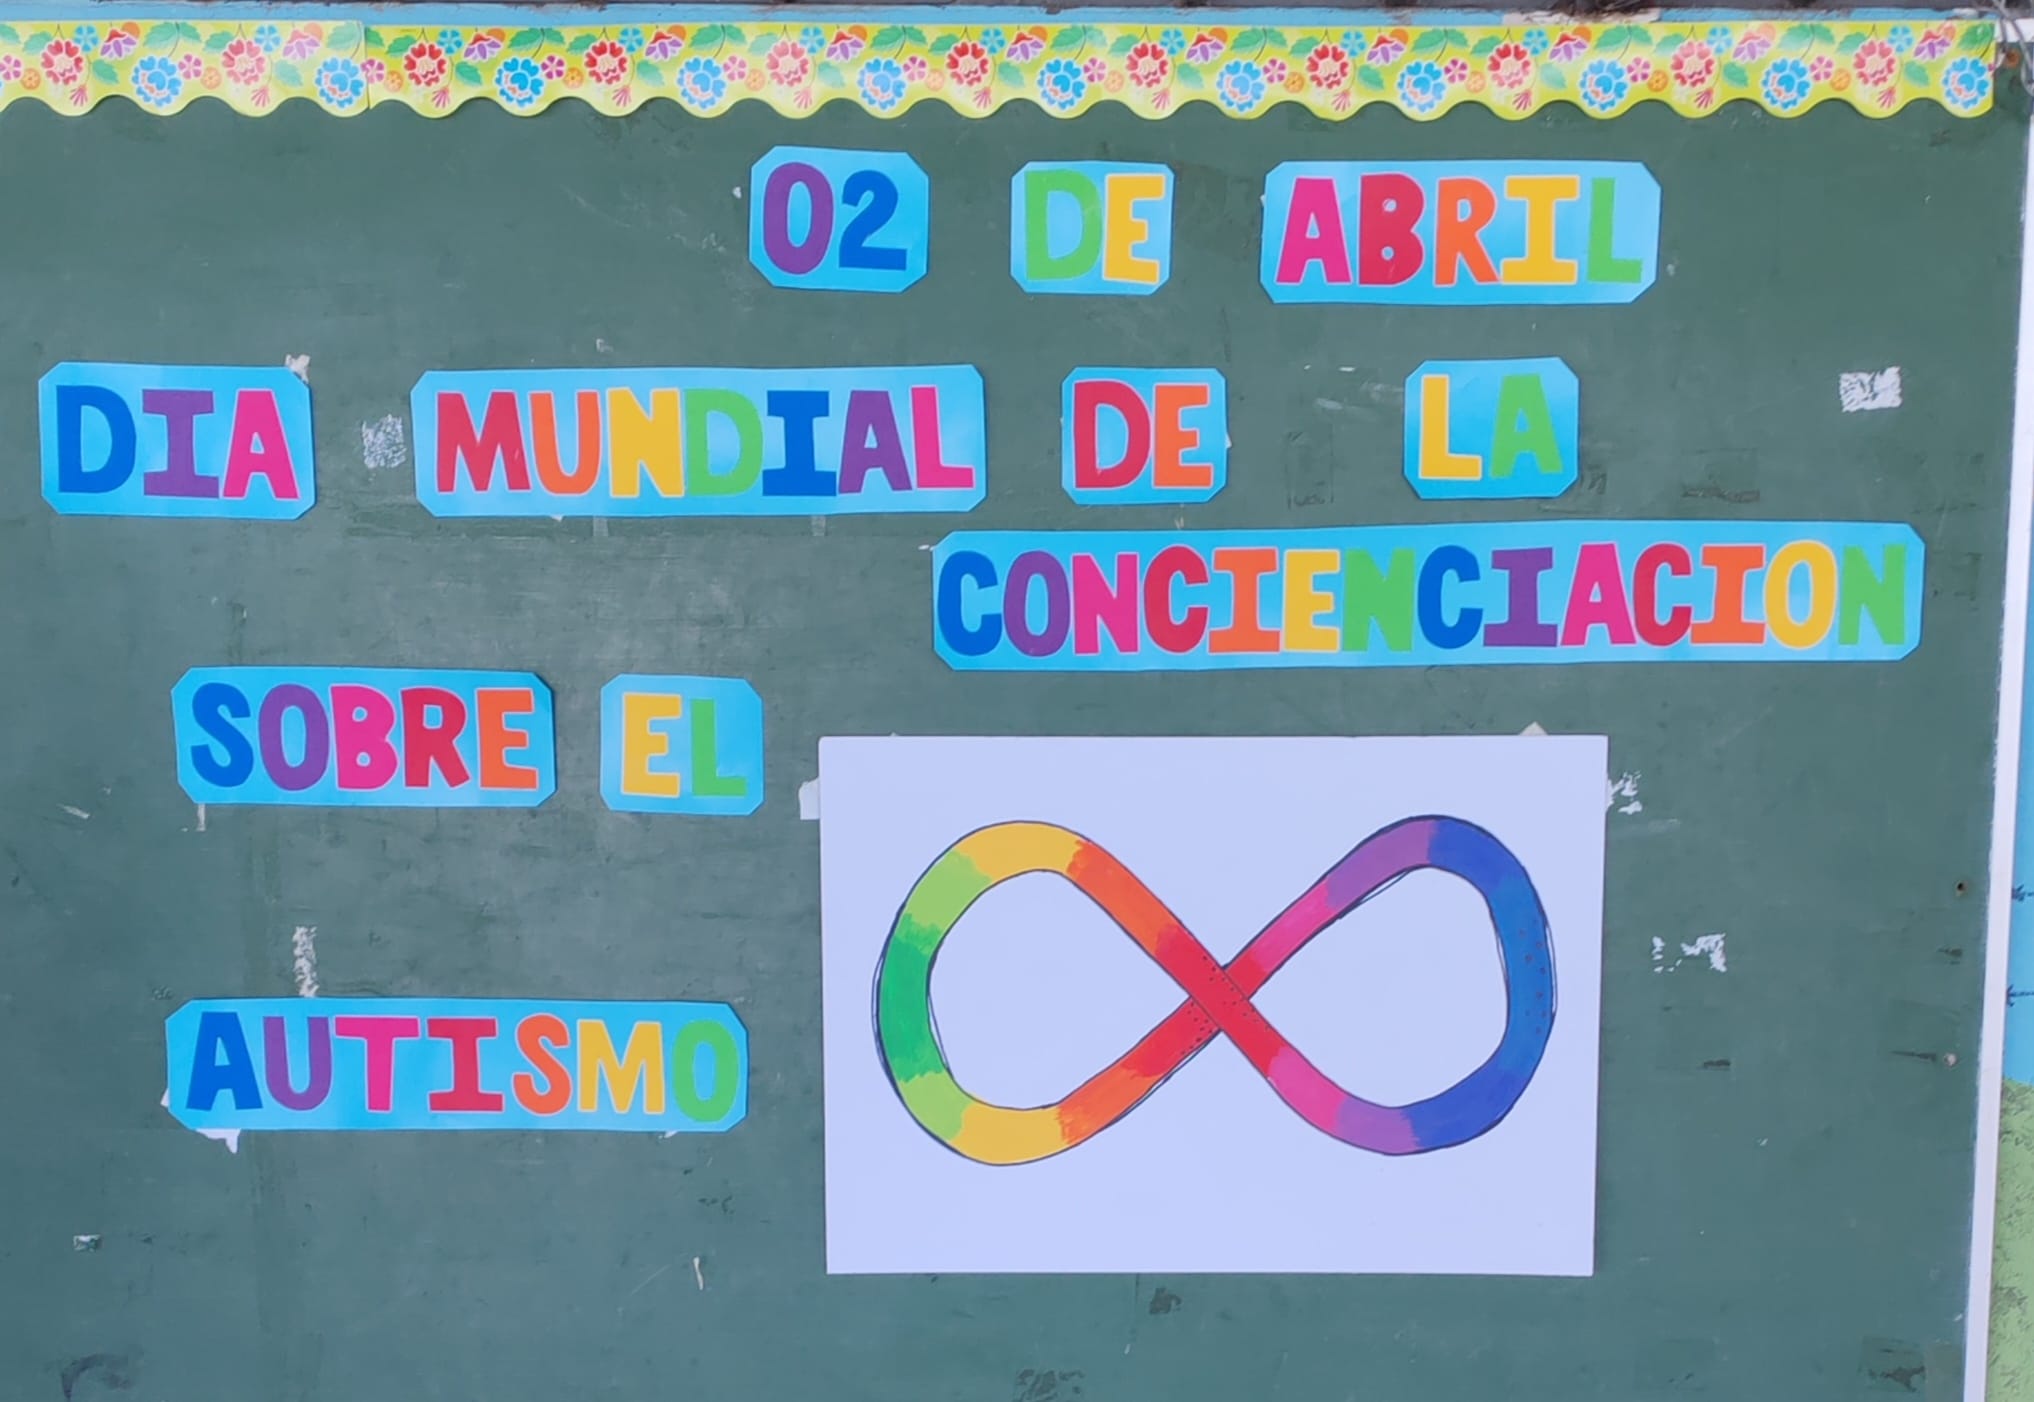 02 DE ABRIL
DIA MUNDIAL DE LA
CONCIENCIACION
SOBRE EL
AUTISMO